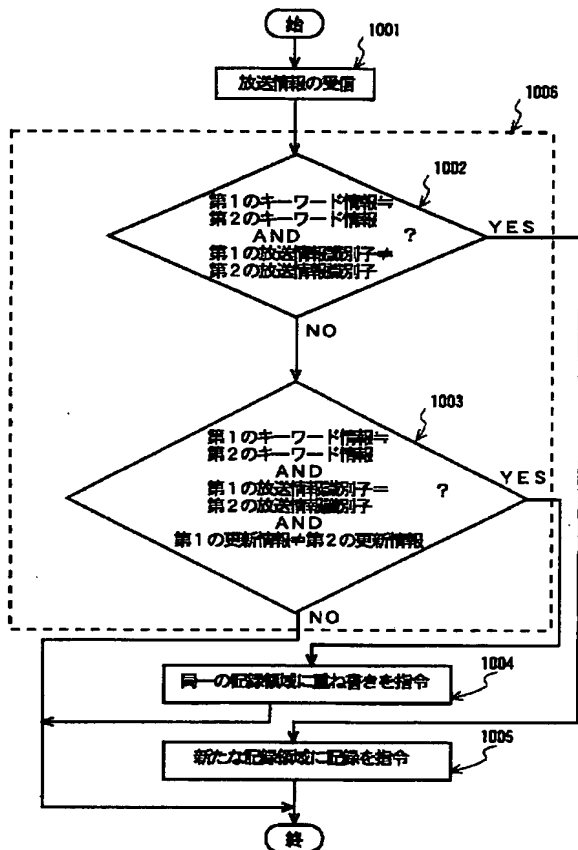 始
1001
放送情報の受信
1006
1002
第1のキーワード情報≒
第2のキーワード情報
AND ?
第1の放送情報識別子≠
第2の放送情報識別子
YES
NO
1003
第1のキーワード情報≒
第2のキーワード情報
AND
第1の放送情報識別子= ?
第2の放送情報識別子
AND
第1の更新情報≠第2の更新情報
YES
NO
同一の記録領域に重ね書きを指令
1004
新たな記録領域に記録を指令
1005
終